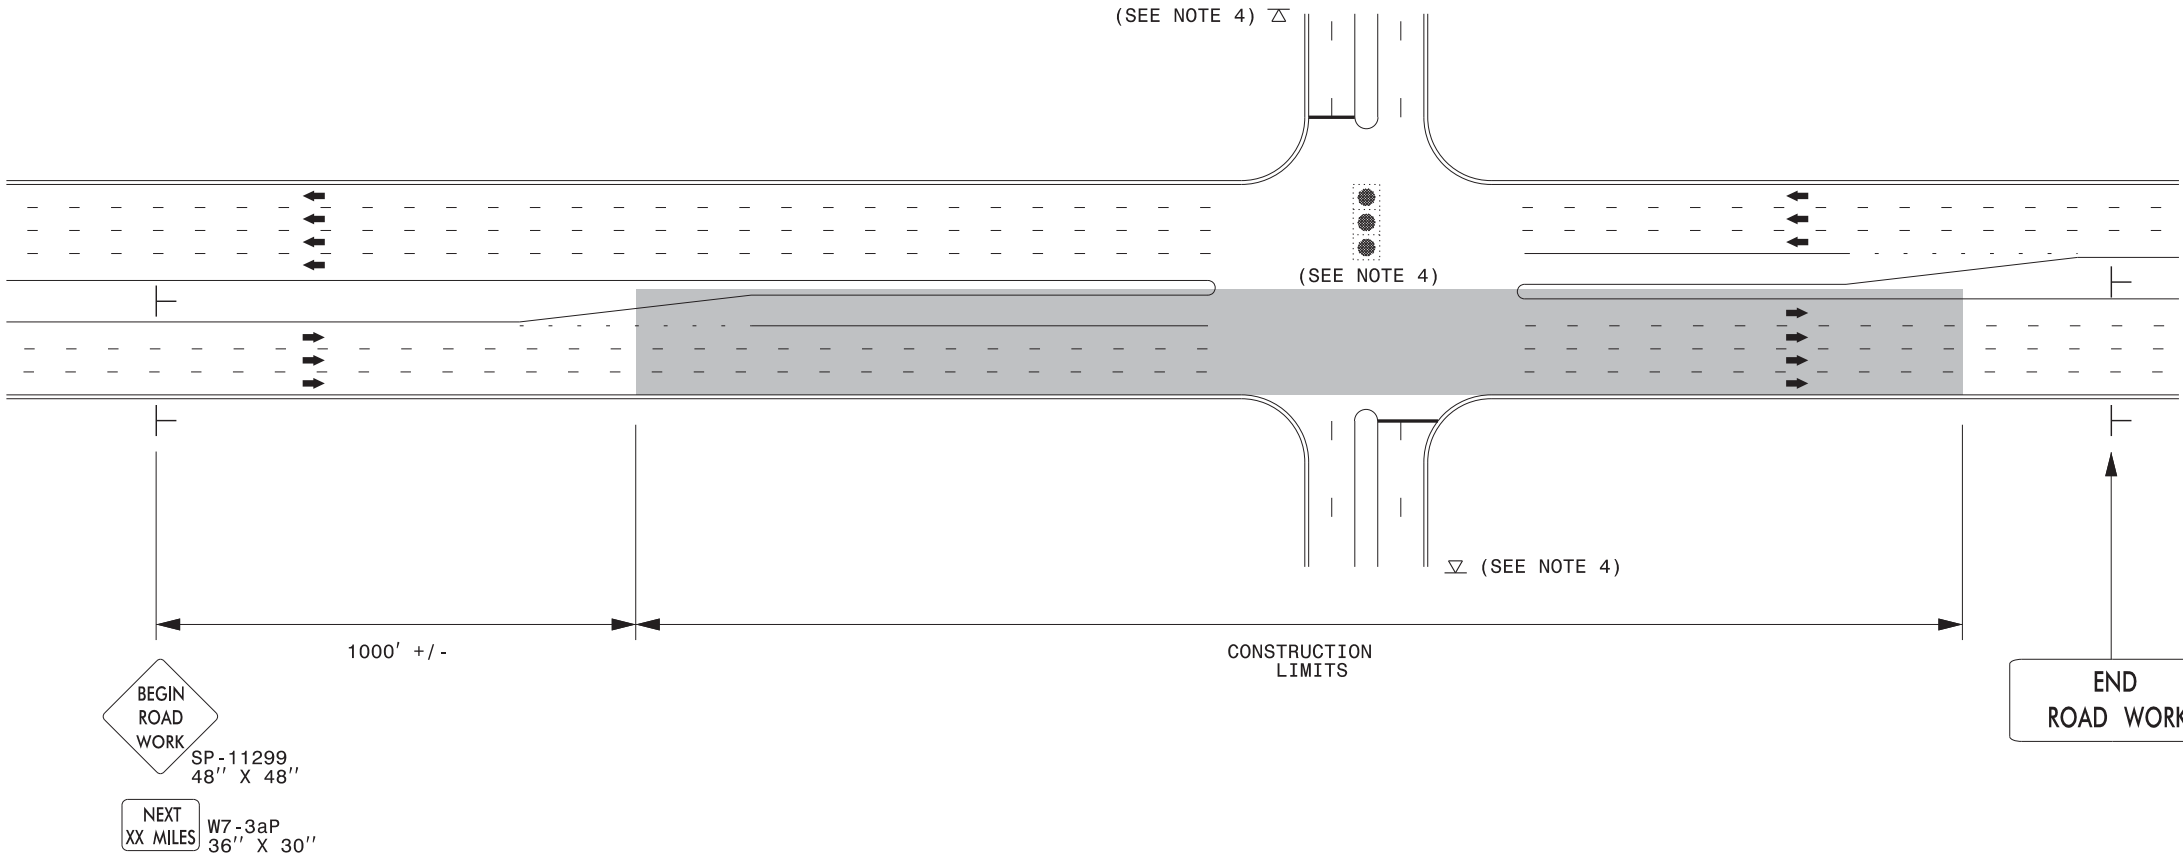 (SEE NOTE 4)
(SEE NOTE 4)
(SEE NOTE 4)
1000' +/-
CONSTRUCTION
LIMITS
BEGIN
ROAD
WORK
SP-11299
48'' X 48''
NEXT
XX MILES
W7-3aP
36'' X 30''
END
ROAD WORK